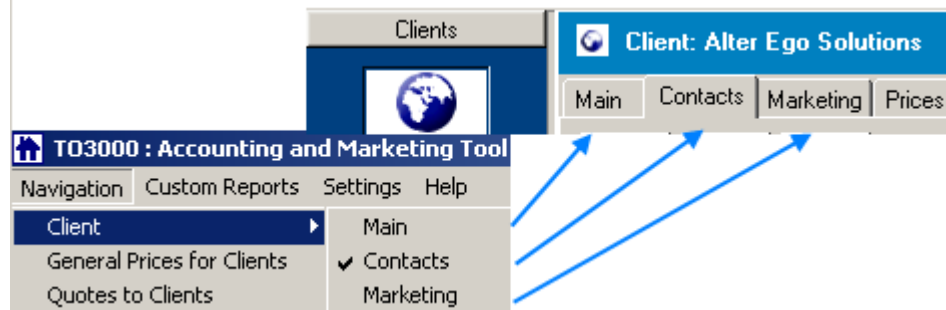 Clients
Client: Alter Ego Solutions
Main Contacts Marketing Prices
TO3000 : Accounting and Marketing Tool
Navigation Custom Reports Settings Help
Client Main
General Prices for Clients Contacts
Quotes to Clients Marketing